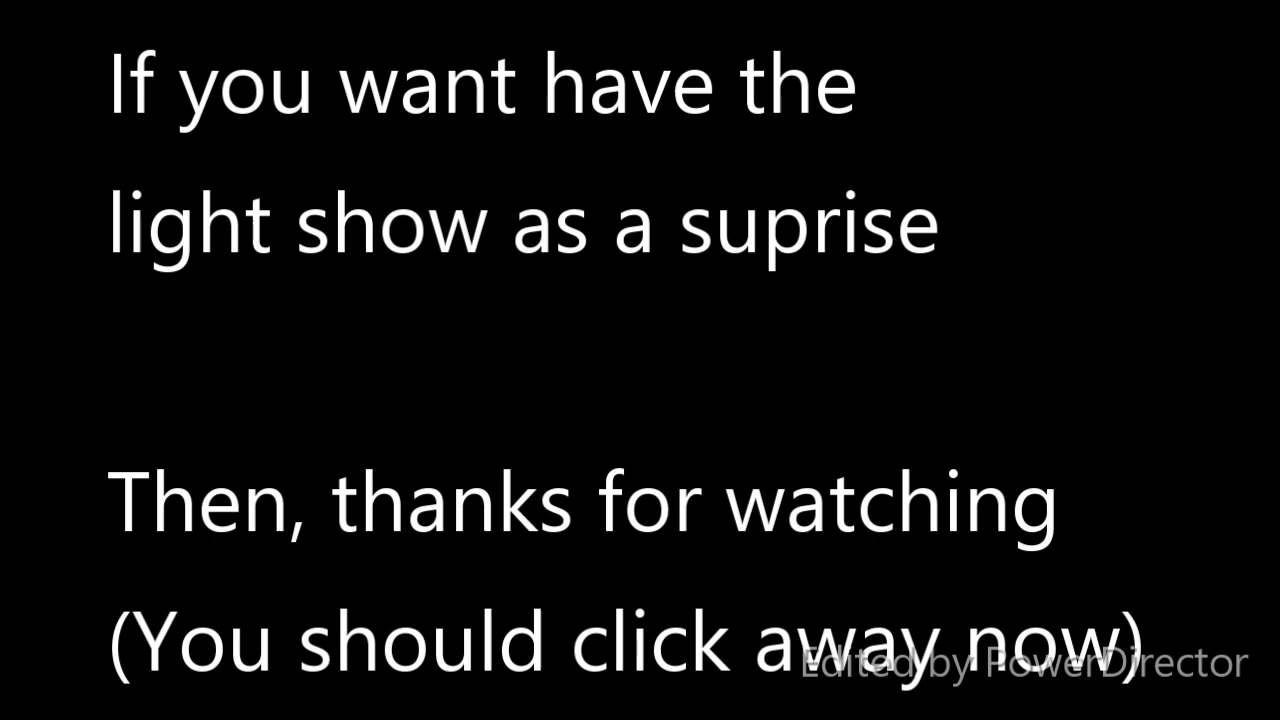 If you want have the
light show as a suprise
Then, thanks for watching
(You should click away now)
Edited by PowerDirector